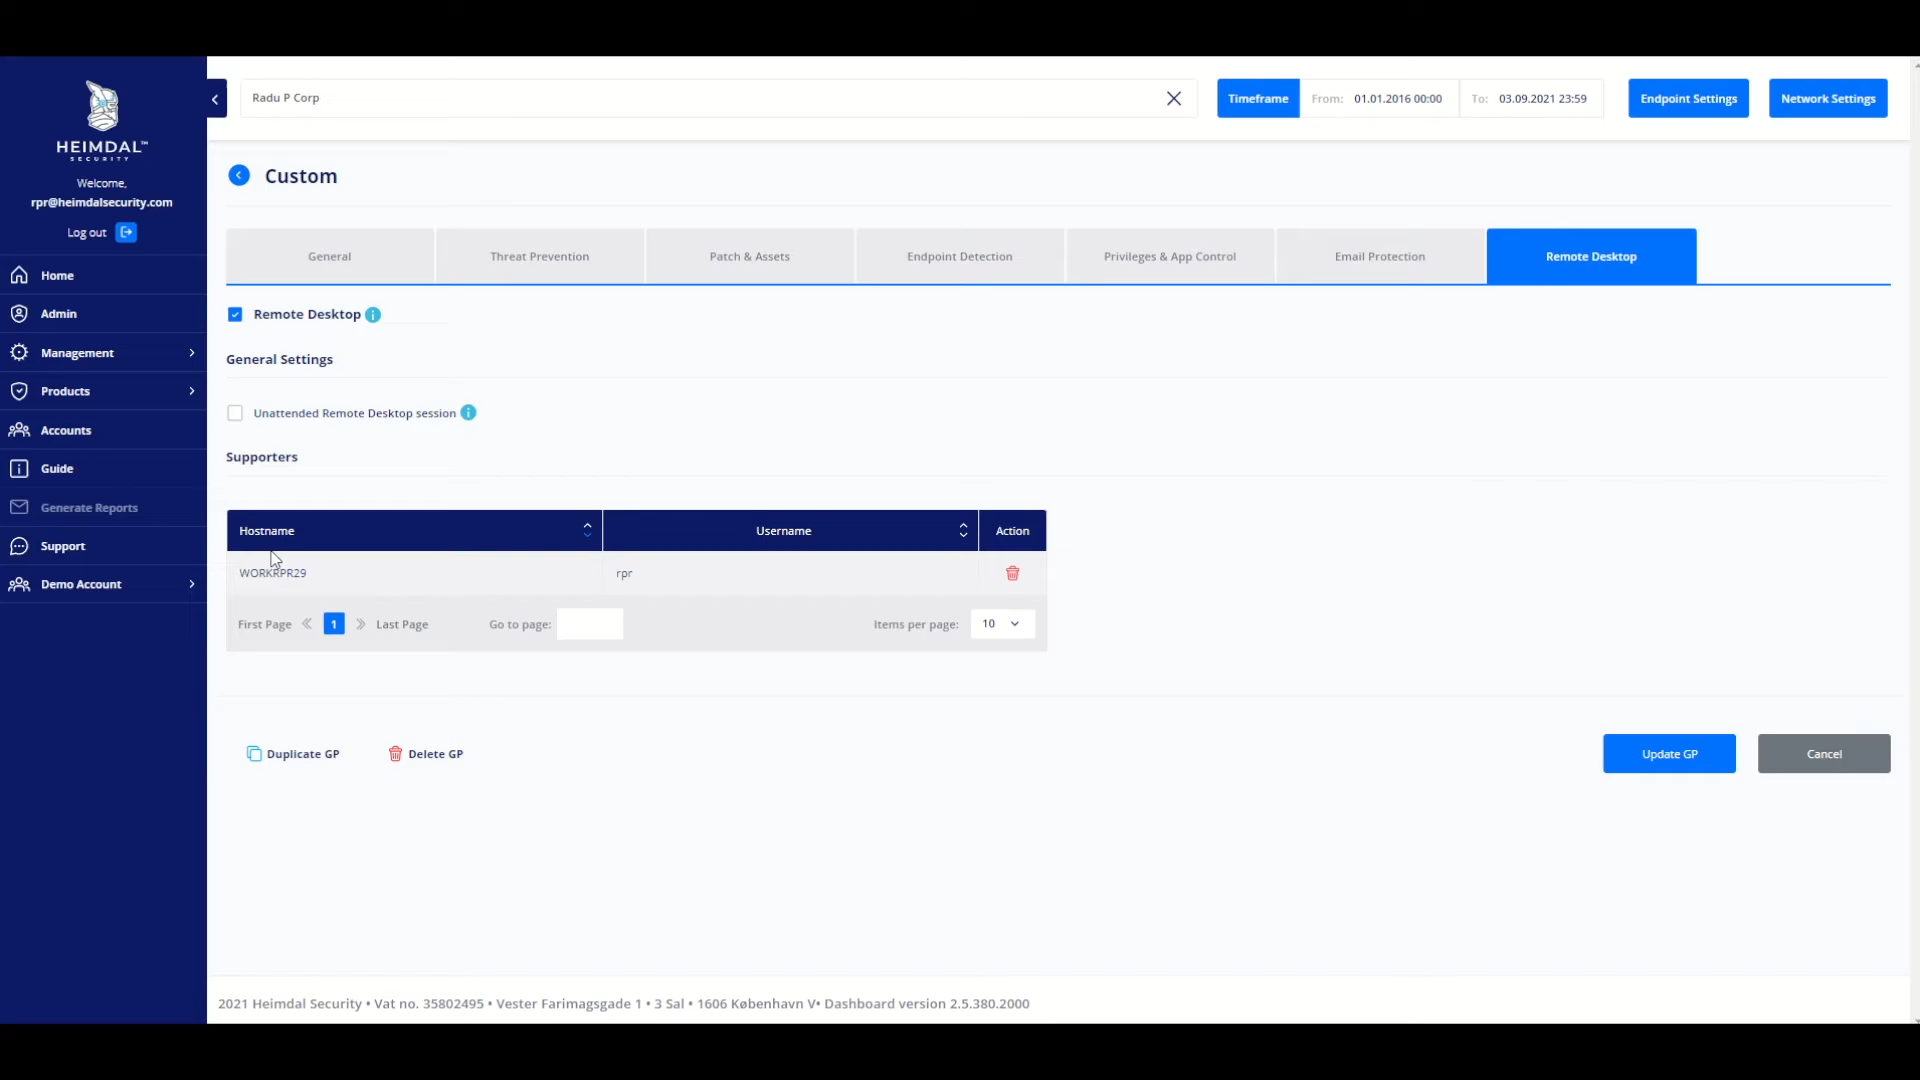 HEIMDAL™
SECURITY
Welcome,
rpr@heimdalsecurity.com
Log out
Home
Admin
Management
Products
Accounts
Guide
Generate Reports
Support
Demo Account
Radu P Corp
Timeframe
From: 01.01.2016 00:00
To: 03.09.2021 23:59
Endpoint Settings
Network Settings
Custom
General
Threat Prevention
Patch & Assets
Endpoint Detection
Privileges & App Control
Email Protection
Remote Desktop
Remote Desktop
General Settings
Unattended Remote Desktop session
Supporters
Hostname Username Action
WORKRPR29 rpr
First Page 1 Last Page Go to page: Items per page: 10
Duplicate GP
Delete GP
Update GP
Cancel
2021 Heimdal Security • Vat no. 35802495 • Vester Farimagsgade 1 • 3 Sal • 1606 København V• Dashboard version 2.5.380.2000